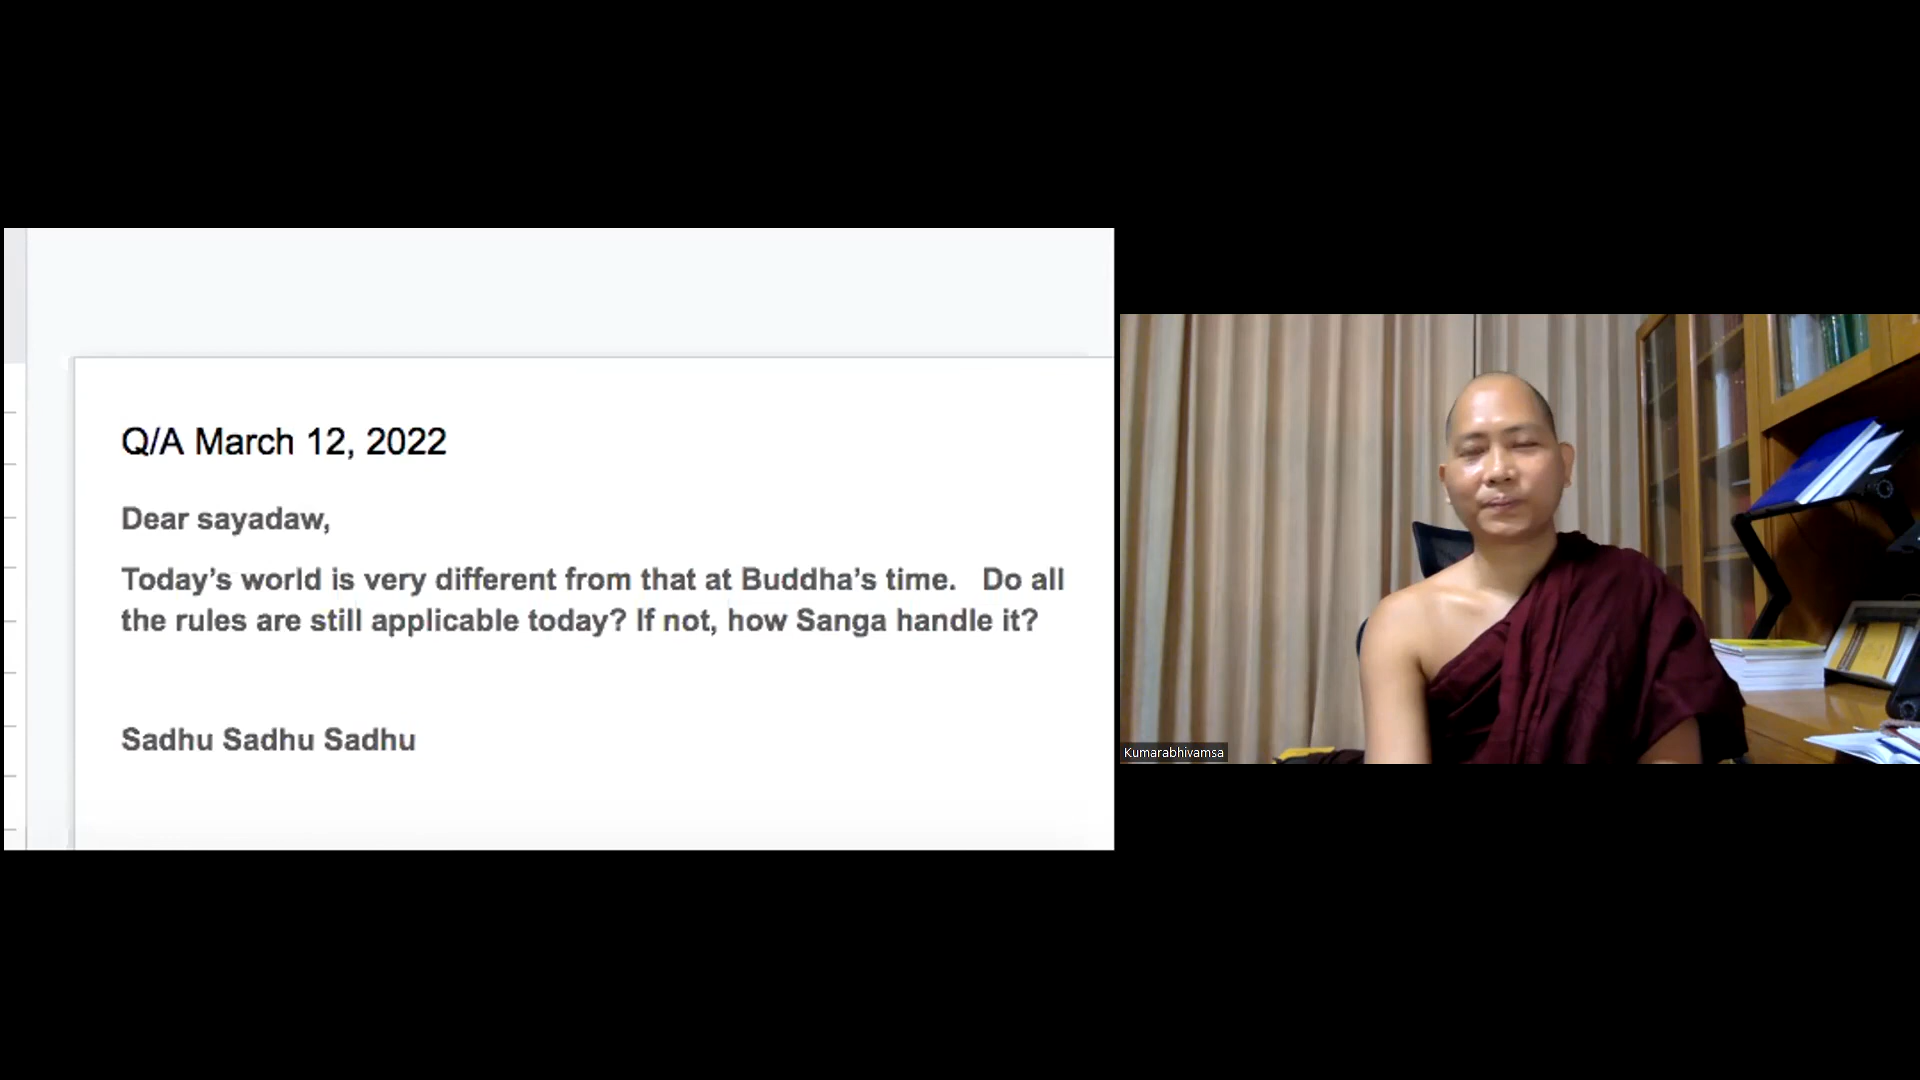 Q/A March 12, 2022
Dear sayadaw,
Today’s world is very different from that at Buddha’s time.   Do all
the rules are still applicable today? If not, how Sanga handle it?
Sadhu Sadhu Sadhu
Kumarabhivamsa